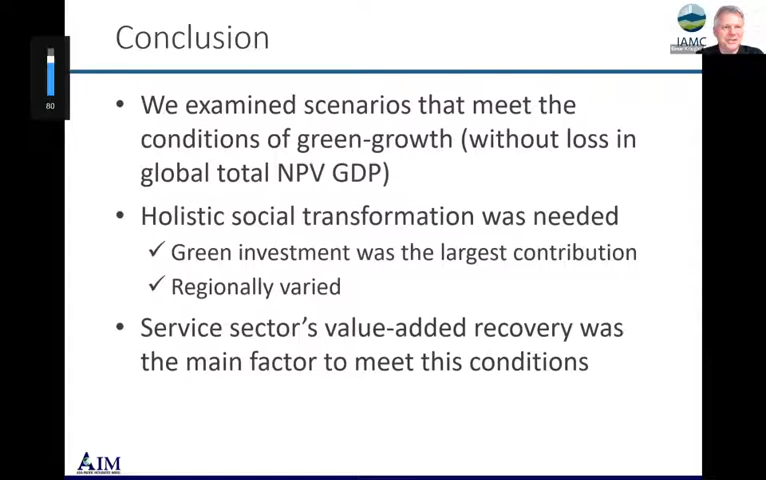 Conclusion
IAMC
80
• We examined scenarios that meet the
conditions of green-growth (without loss in
global total NPV GDP)
• Holistic social transformation was needed
✓ Green investment was the largest contribution
✓ Regionally varied
• Service sector's value-added recovery was
the main factor to meet this conditions
AIM